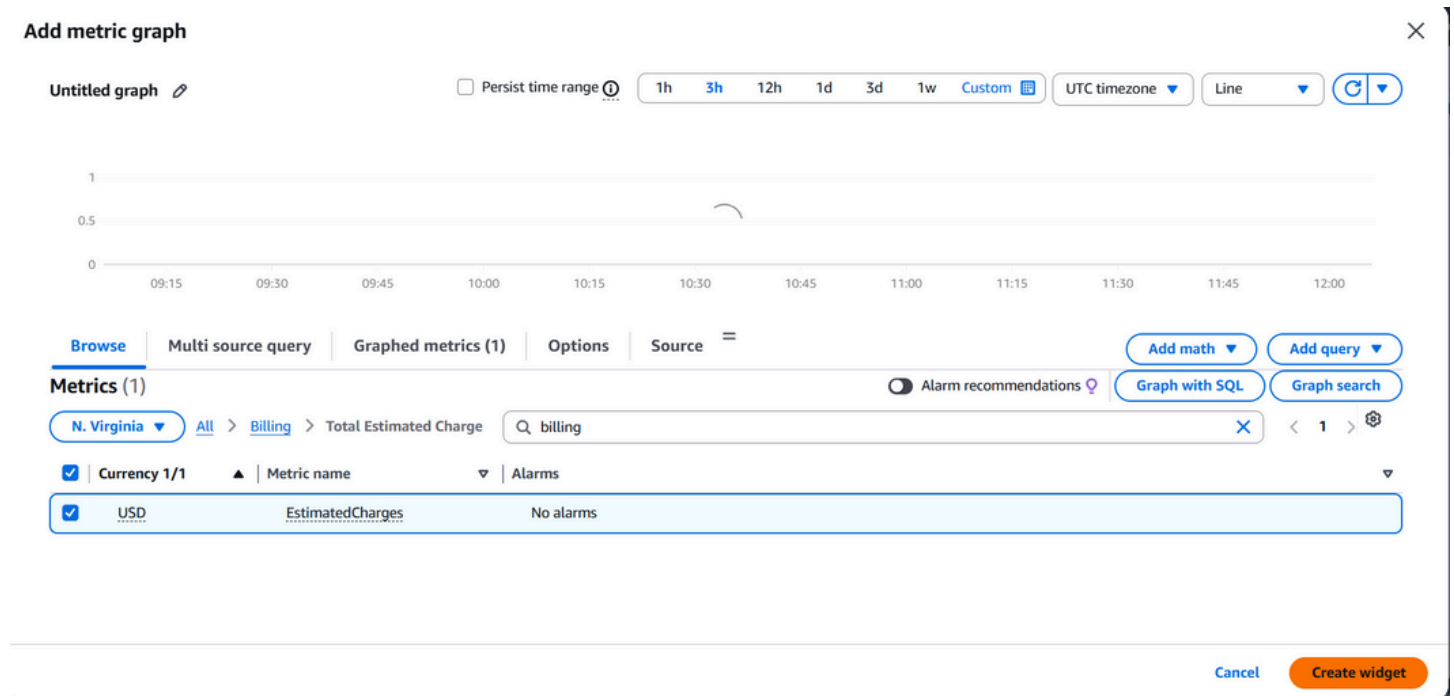 Add metric graph
Untitled graph
Persist time range
1h 3h 12h 1d 3d 1w Custom
UTC timezone
Line
1
0.5
0
09:15 09:30 09:45 10:00 10:15 10:30 10:45 11:00 11:15 11:30 11:45 12:00
Browse Multi source query Graphed metrics (1) Options Source
Add math Add query
Metrics (1)
Alarm recommendations Graph with SQL Graph search
N. Virginia All > Billing > Total Estimated Charge billing 1
Currency 1/1 Metric name Alarms
USD EstimatedCharges No alarms
Cancel Create widget